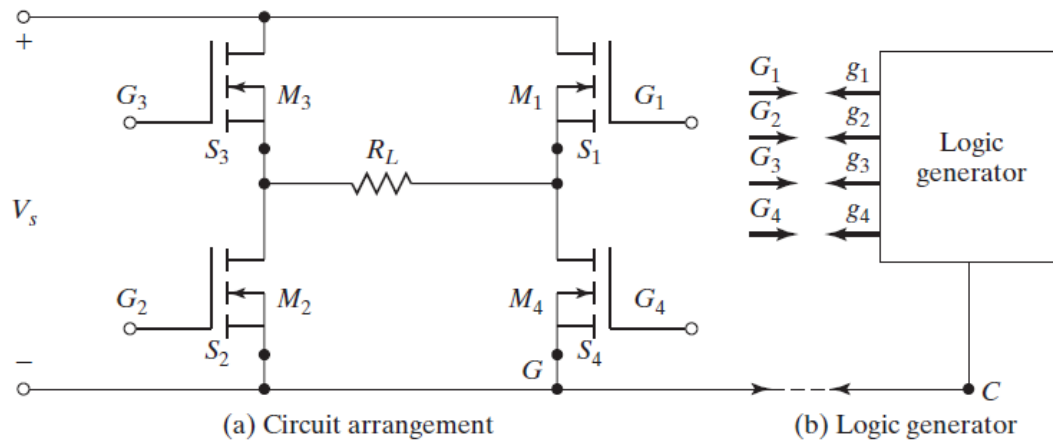 +
G3
M3
S3
M1
G1
S1
RL
Vs
G2
M2
S2
M4
G4
S4
G
−
(a) Circuit arrangement
G1
g1
G2
g2
G3
g3
G4
g4
Logic
generator
C
(b) Logic generator